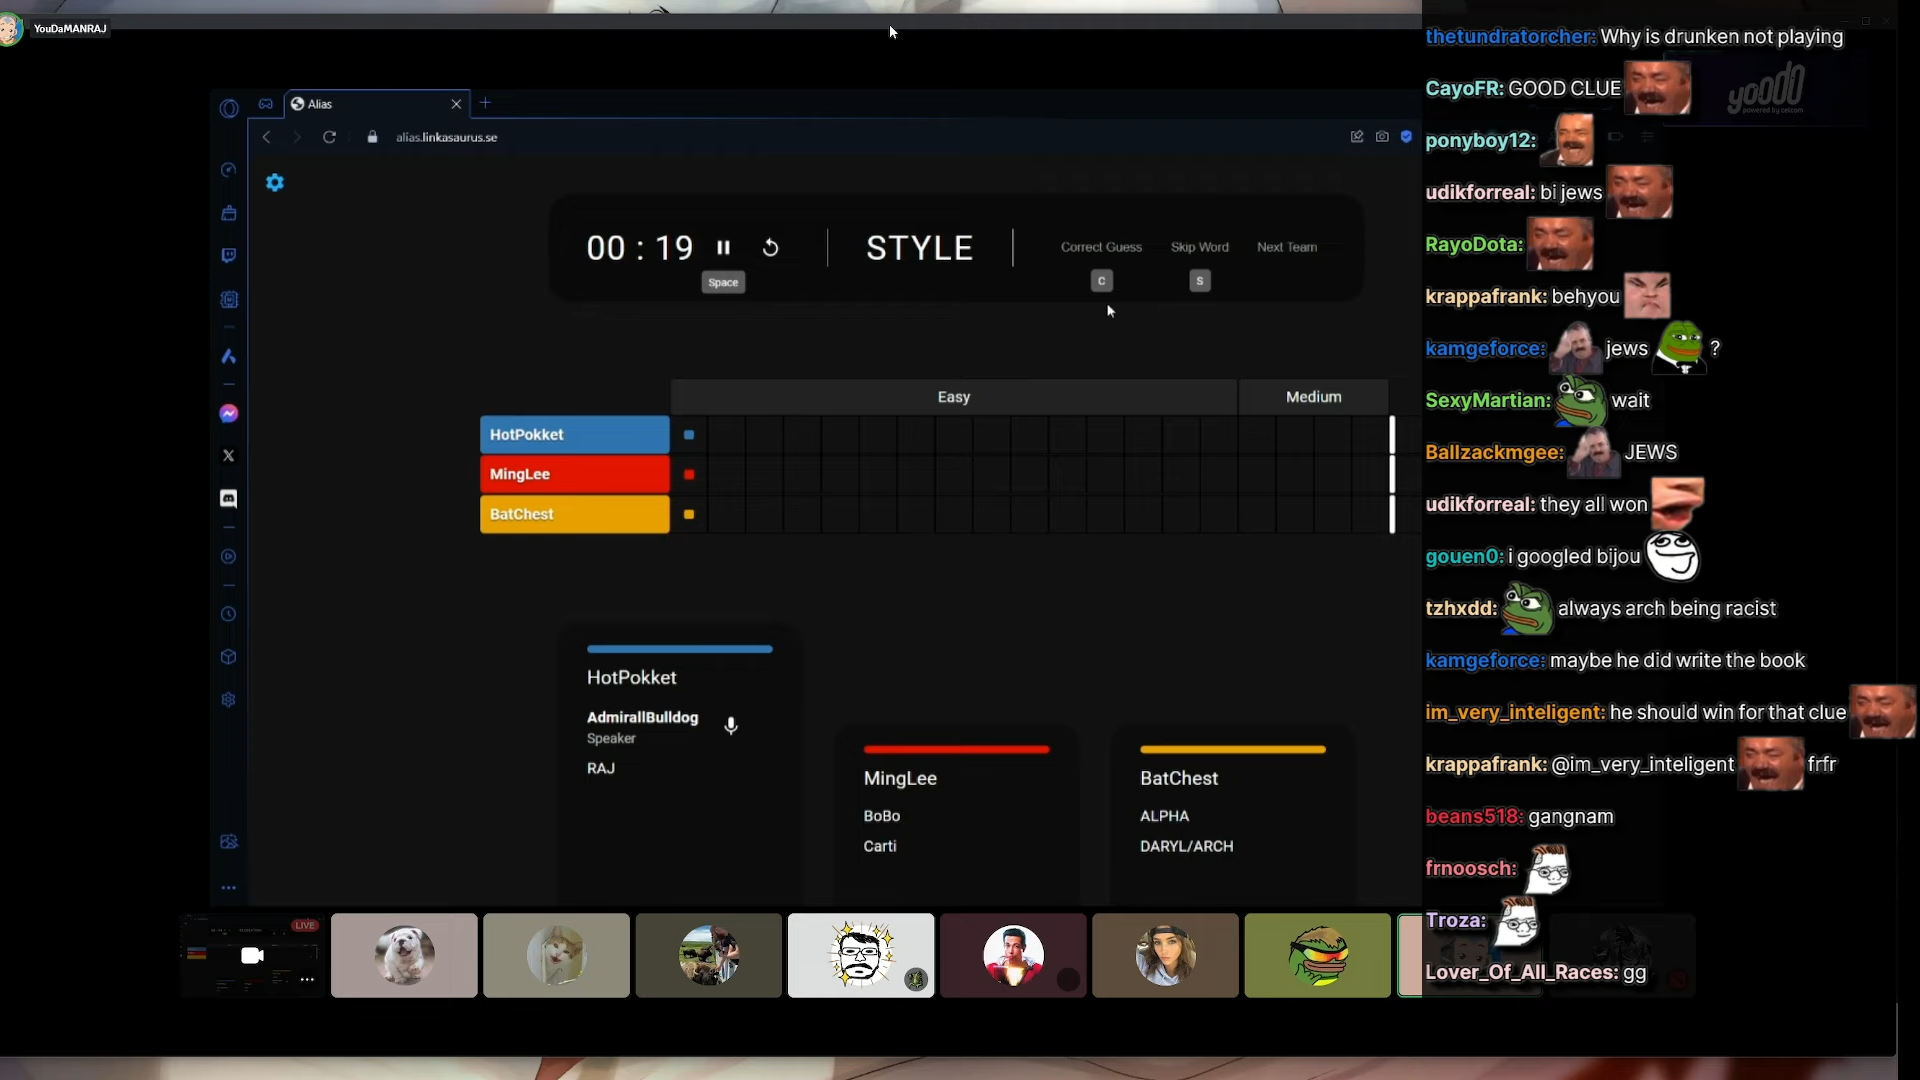 YouDaMANRAJ
Alias
alias.linkasaurus.se
00 : 19
Space
STYLE
Correct Guess
C
Skip Word
S
Next Team
Easy
Medium
HotPokket
MingLee
BatChest
HotPokket
AdmirallBulldog
Speaker
RAJ
MingLee
BoBo
Carti
BatChest
ALPHA
DARYL/ARCH
LIVE
yoodo
powered by celcom
thetundratorcher: Why is drunken not playing
CayoFR: GOOD CLUE
ponyboy12:
udikforreal: bi jews
RayoDota:
krappafrank: behyou
kamgeforce: jews ?
SexyMartian: wait
Ballzackmgee: JEWS
udikforreal: they all won
gouen0: i googled bijou
tzhxdd: always arch being racist
kamgeforce: maybe he did write the book
im_very_inteligent: he should win for that clue
krappafrank: @im_very_inteligent frfr
beans518: gangnam
frnoosch:
Troza:
Lover_Of_All_Races: gg